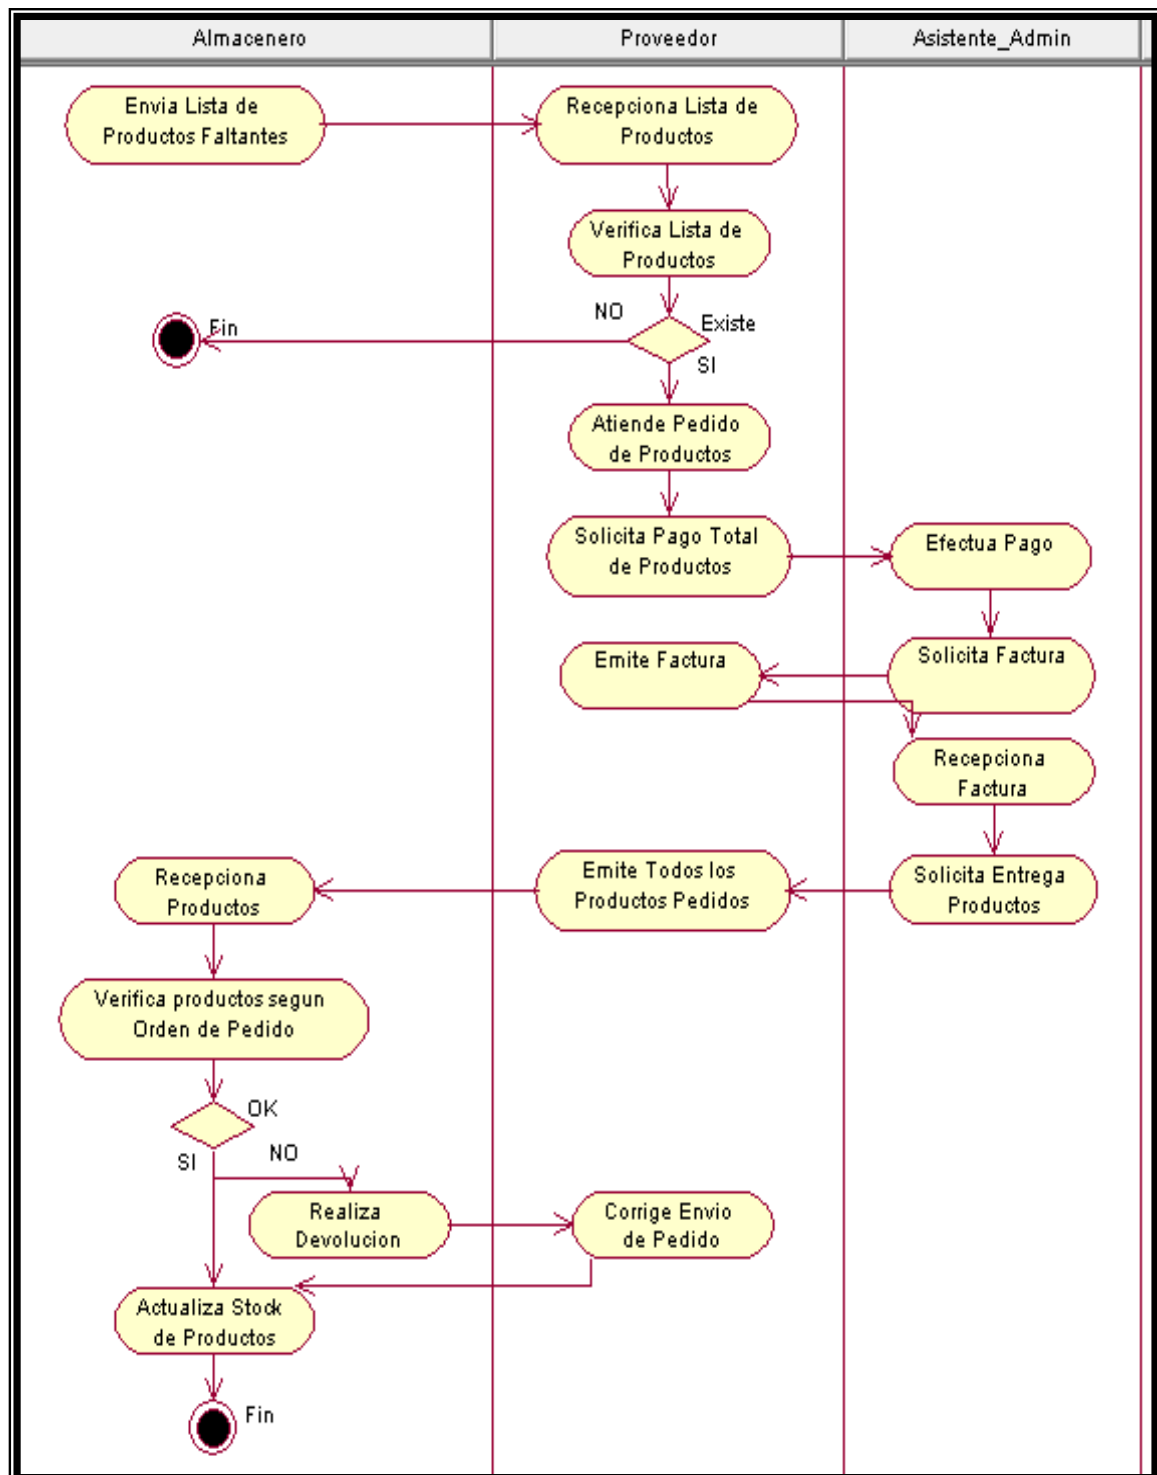 Almacenero
Proveedor
Asistente_Admin
Envia Lista de
Productos Faltantes
Recepciona Lista de
Productos
Verifica Lista de
Productos
NO
Existe
Fin
SI
Atiende Pedido
de Productos
Solicita Pago Total
de Productos
Efectua Pago
Solicita Factura
Emite Factura
Recepciona
Factura
Solicita Entrega
Productos
Emite Todos los
Productos Pedidos
Recepciona
Productos
Verifica productos segun
Orden de Pedido
OK
SI
NO
Realiza
Devolucion
Corrige Envio
de Pedido
Actualiza Stock
de Productos
Fin